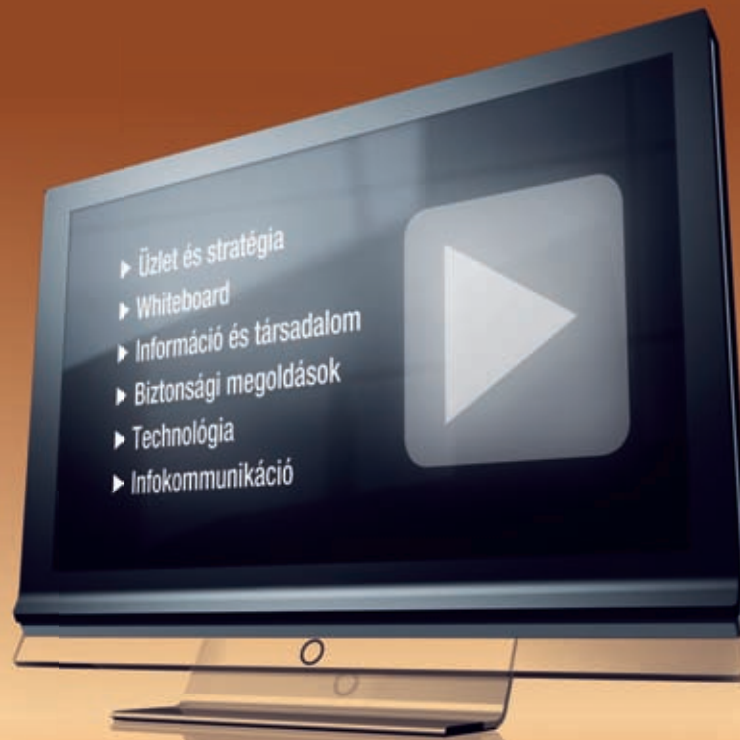 Üzlet és stratégia
Whiteboard
Információ és társadalom
Biztonsági megoldások
Technológia
Infokommunikáció